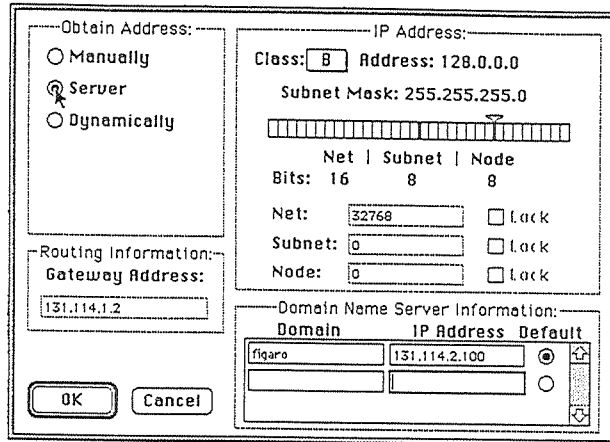 Obtain Address:
Manually
Server
Dynamically
IP Address:
Class: B Address: 128.0.0.0
Subnet Mask: 255.255.255.0
Net | Subnet | Node
Bits: 16 8 8
Net: 32768 Lock
Subnet: 0 Lock
Node: 0 Lock
Routing Information:
Gateway Address:
131.114.1.2
Domain Name Server Information:
Domain IP Address Default
figaro 131.114.2.100
OK Cancel